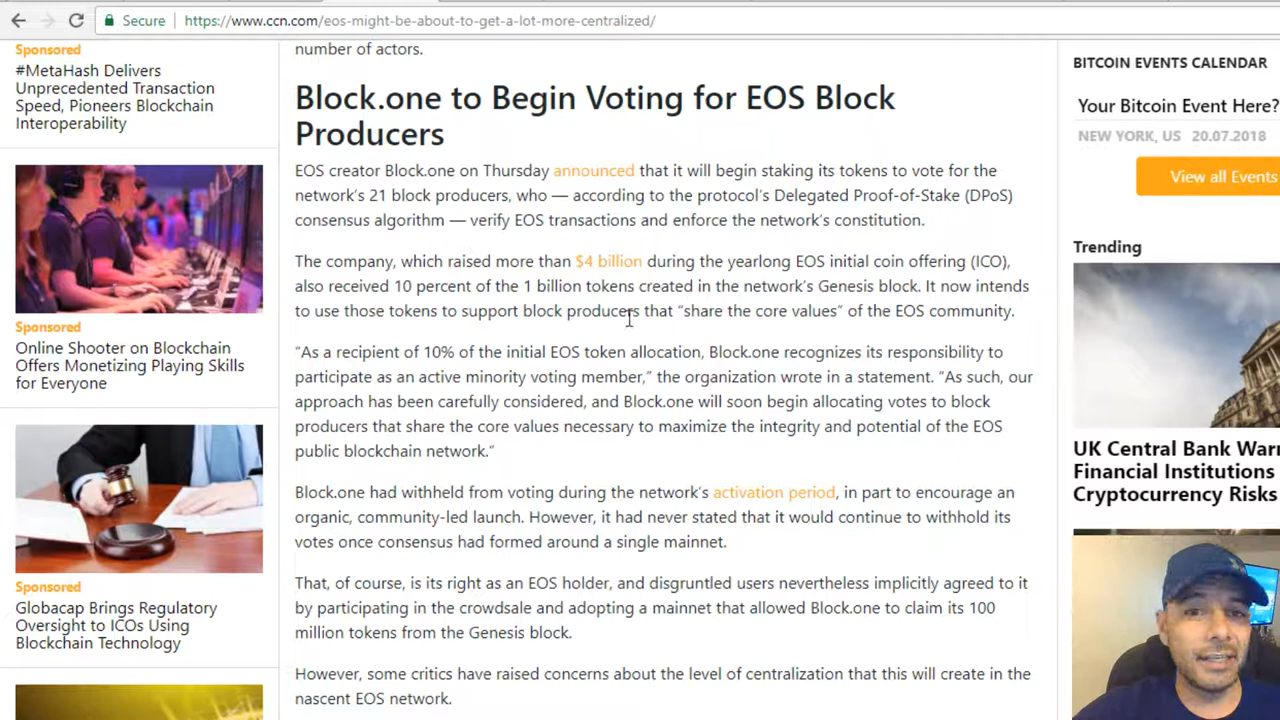 Secure
https://www.ccn.com/eos-might-be-about-to-get-a-lot-more-centralized/
Sponsored
#MetaHash Delivers
Unprecedented Transaction
Speed, Pioneers Blockchain
Interoperability
Sponsored
Online Shooter on Blockchain
Offers Monetizing Playing Skills
for Everyone
Sponsored
Globacap Brings Regulatory
Oversight to ICOs Using
Blockchain Technology
number of actors.
Block.one to Begin Voting for EOS Block
Producers
EOS creator Block.one on Thursday announced that it will begin staking its tokens to vote for the
network’s 21 block producers, who — according to the protocol’s Delegated Proof-of-Stake (DPoS)
consensus algorithm — verify EOS transactions and enforce the network’s constitution.
The company, which raised more than $4 billion during the yearlong EOS initial coin offering (ICO),
also received 10 percent of the 1 billion tokens created in the network’s Genesis block. It now intends
to use those tokens to support block producers that “share the core values” of the EOS community.
“As a recipient of 10% of the initial EOS token allocation, Block.one recognizes its responsibility to
participate as an active minority voting member,” the organization wrote in a statement. “As such, our
approach has been carefully considered, and Block.one will soon begin allocating votes to block
producers that share the core values necessary to maximize the integrity and potential of the EOS
public blockchain network.”
Block.one had withheld from voting during the network’s activation period, in part to encourage an
organic, community-led launch. However, it had never stated that it would continue to withhold its
votes once consensus had formed around a single mainnet.
That, of course, is its right as an EOS holder, and disgruntled users nevertheless implicitly agreed to it
by participating in the crowdsale and adopting a mainnet that allowed Block.one to claim its 100
million tokens from the Genesis block.
However, some critics have raised concerns about the level of centralization that this will create in the
nascent EOS network.
BITCOIN EVENTS CALENDAR
Your Bitcoin Event Here?
NEW YORK, US 20.07.2018
View all Events
Trending
UK Central Bank War
Financial Institutions
Cryptocurrency Risks